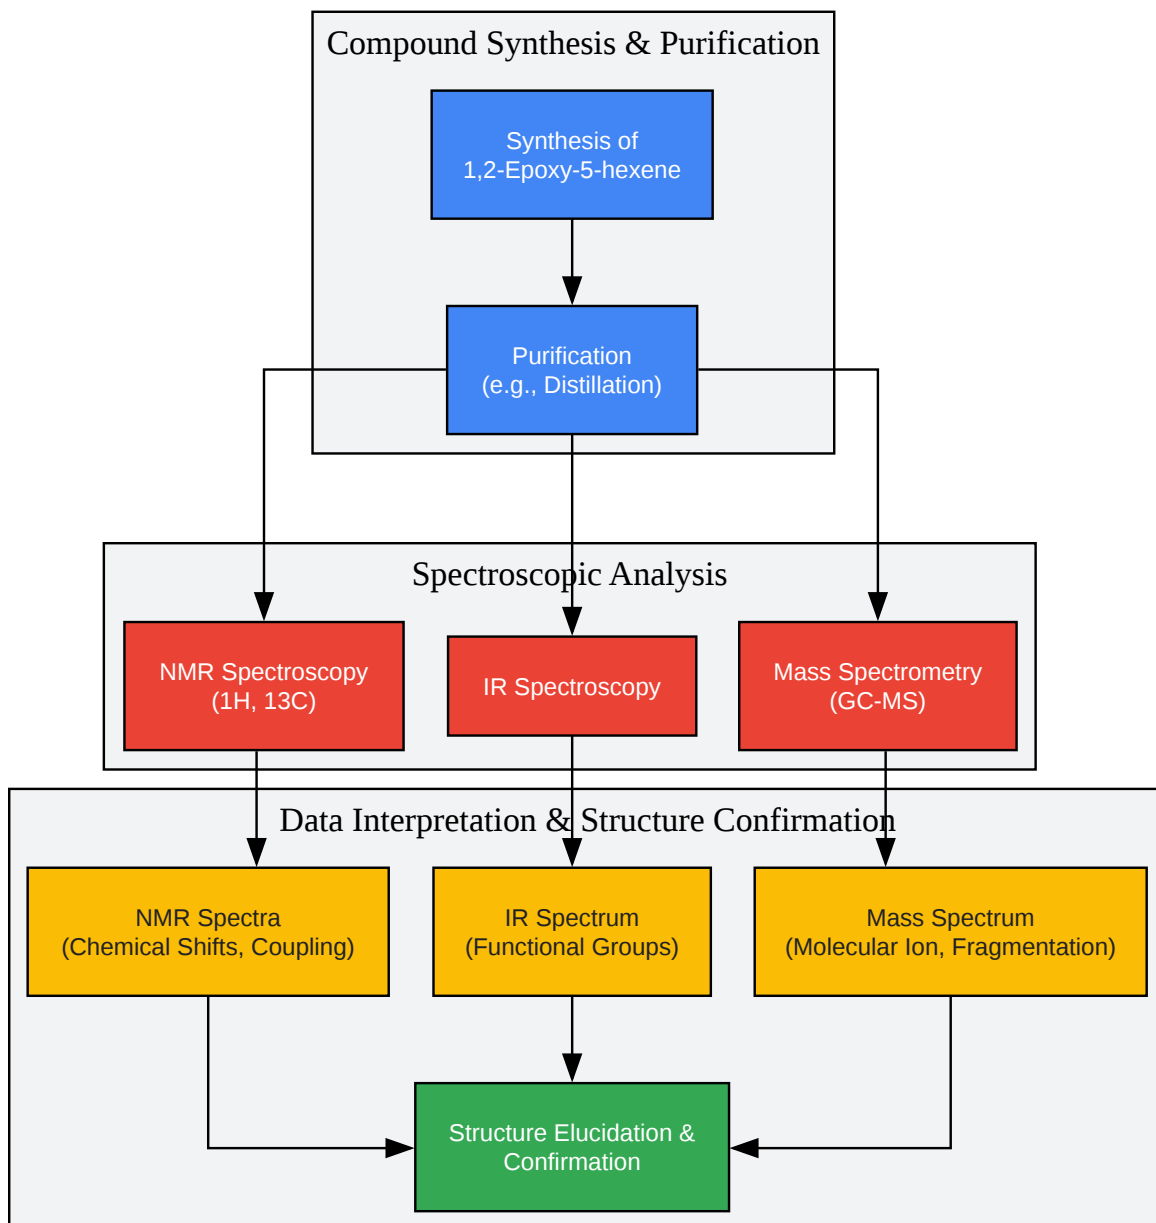 Compound Synthesis & Purification
Synthesis of
1,2-Epoxy-5-hexene
Purification
(e.g., Distillation)
Spectroscopic Analysis
NMR Spectroscopy
(1H, 13C)
IR Spectroscopy
Mass Spectrometry
(GC-MS)
Data Interpretation & Structure Confirmation
NMR Spectra
(Chemical Shifts, Coupling)
IR Spectrum
(Functional Groups)
Mass Spectrum
(Molecular Ion, Fragmentation)
Structure Elucidation &
Confirmation